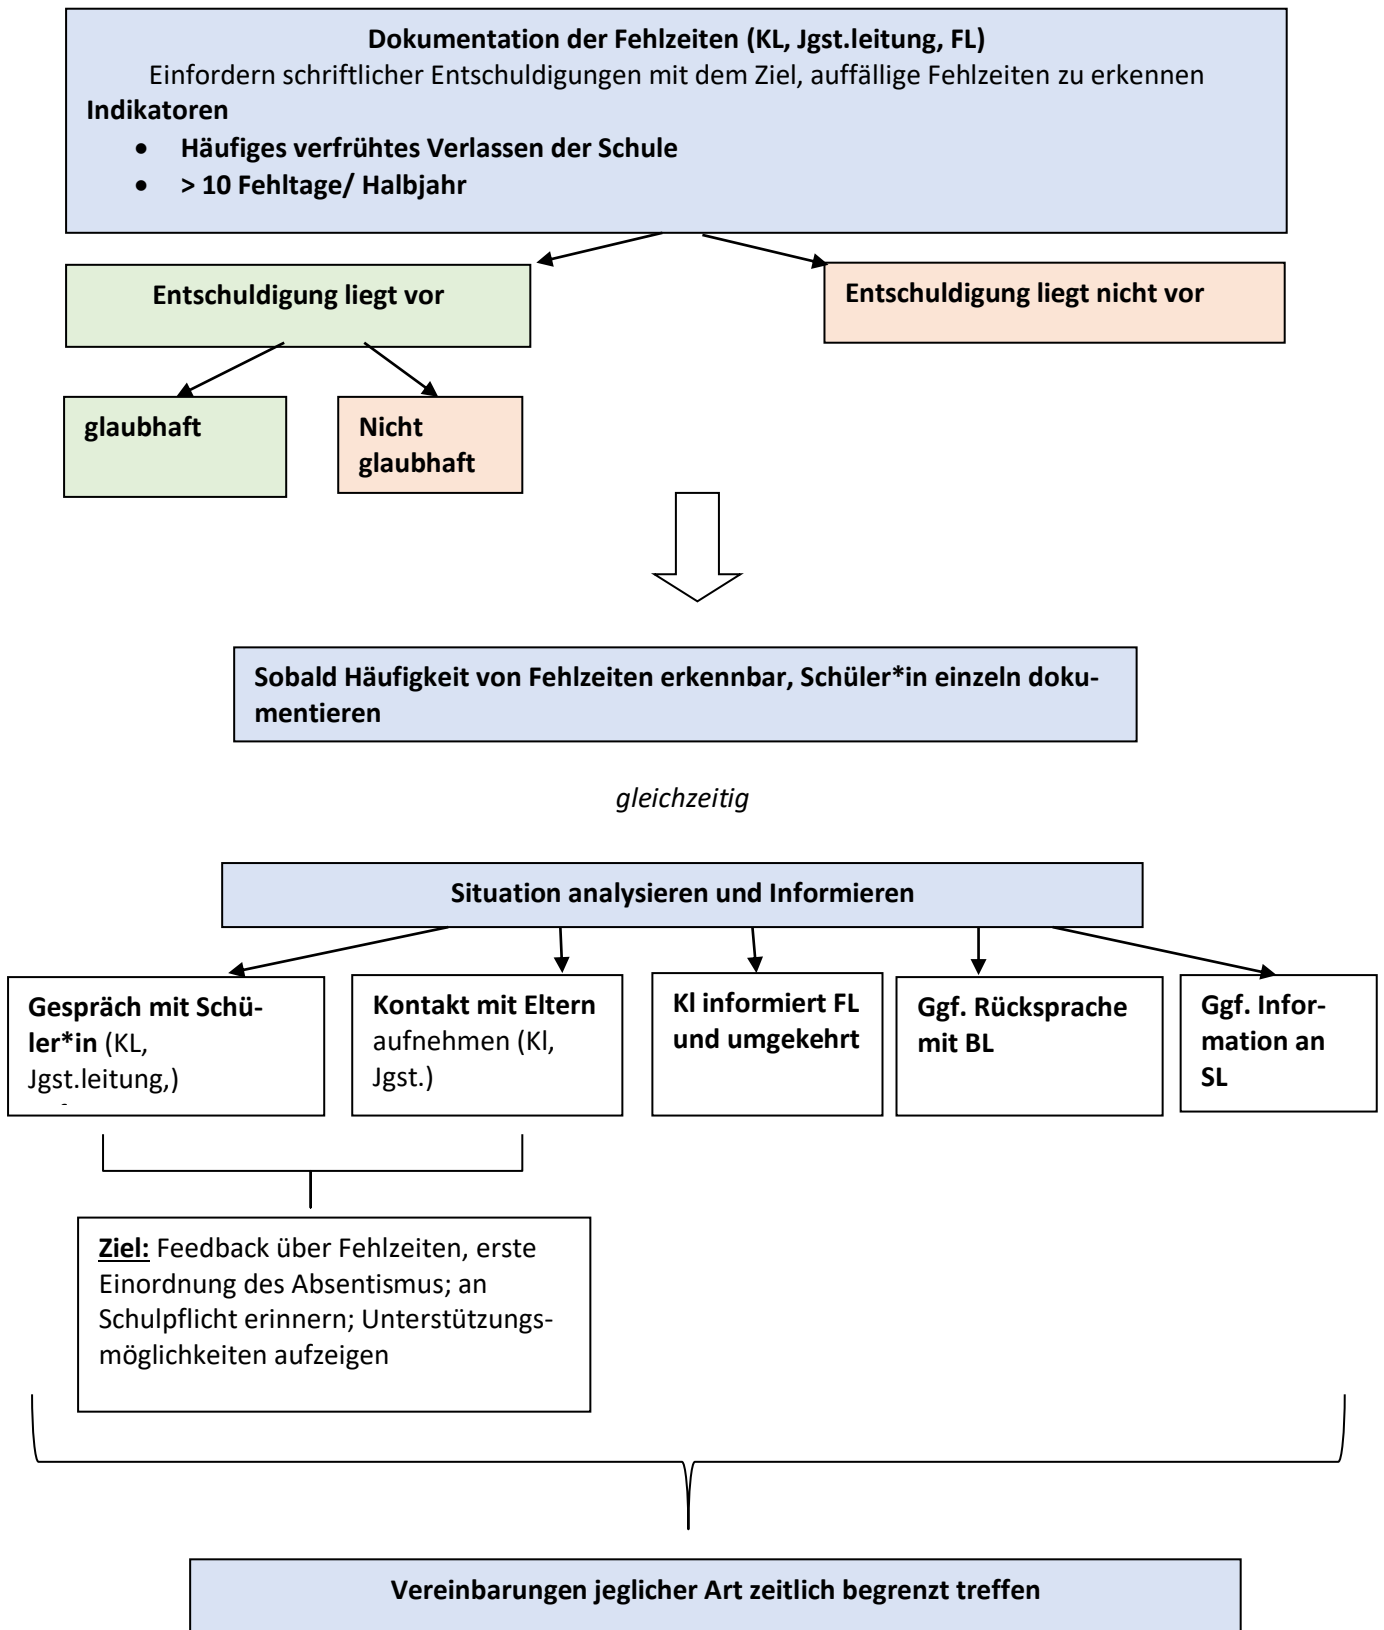 Dokumentation der Fehlzeiten (KL, Jgst.leitung, FL)
Einfordern schriftlicher Entschuldigungen mit dem Ziel, auffällige Fehlzeiten zu erkennen
Indikatoren
• Häufiges verfrühtes Verlassen der Schule
• > 10 Fehltage/ Halbjahr
Entschuldigung liegt vor
Entschuldigung liegt nicht vor
glaubhaft
Nicht
glaubhaft
Sobald Häufigkeit von Fehlzeiten erkennbar, Schüler*in einzeln doku-
mentieren
gleichzeitig
Situation analysieren und Informieren
Gespräch mit Schü-
ler*in (KL,
Jgst.leitung,)
Kontakt mit Eltern
aufnehmen (Kl,
Jgst.)
Kl informiert FL
und umgekehrt
Ggf. Rücksprache
mit BL
Ggf. Infor-
mation an
SL
Ziel: Feedback über Fehlzeiten, erste
Einordnung des Absentismus; an
Schulpflicht erinnern; Unterstützungs-
möglichkeiten aufzeigen
Vereinbarungen jeglicher Art zeitlich begrenzt treffen